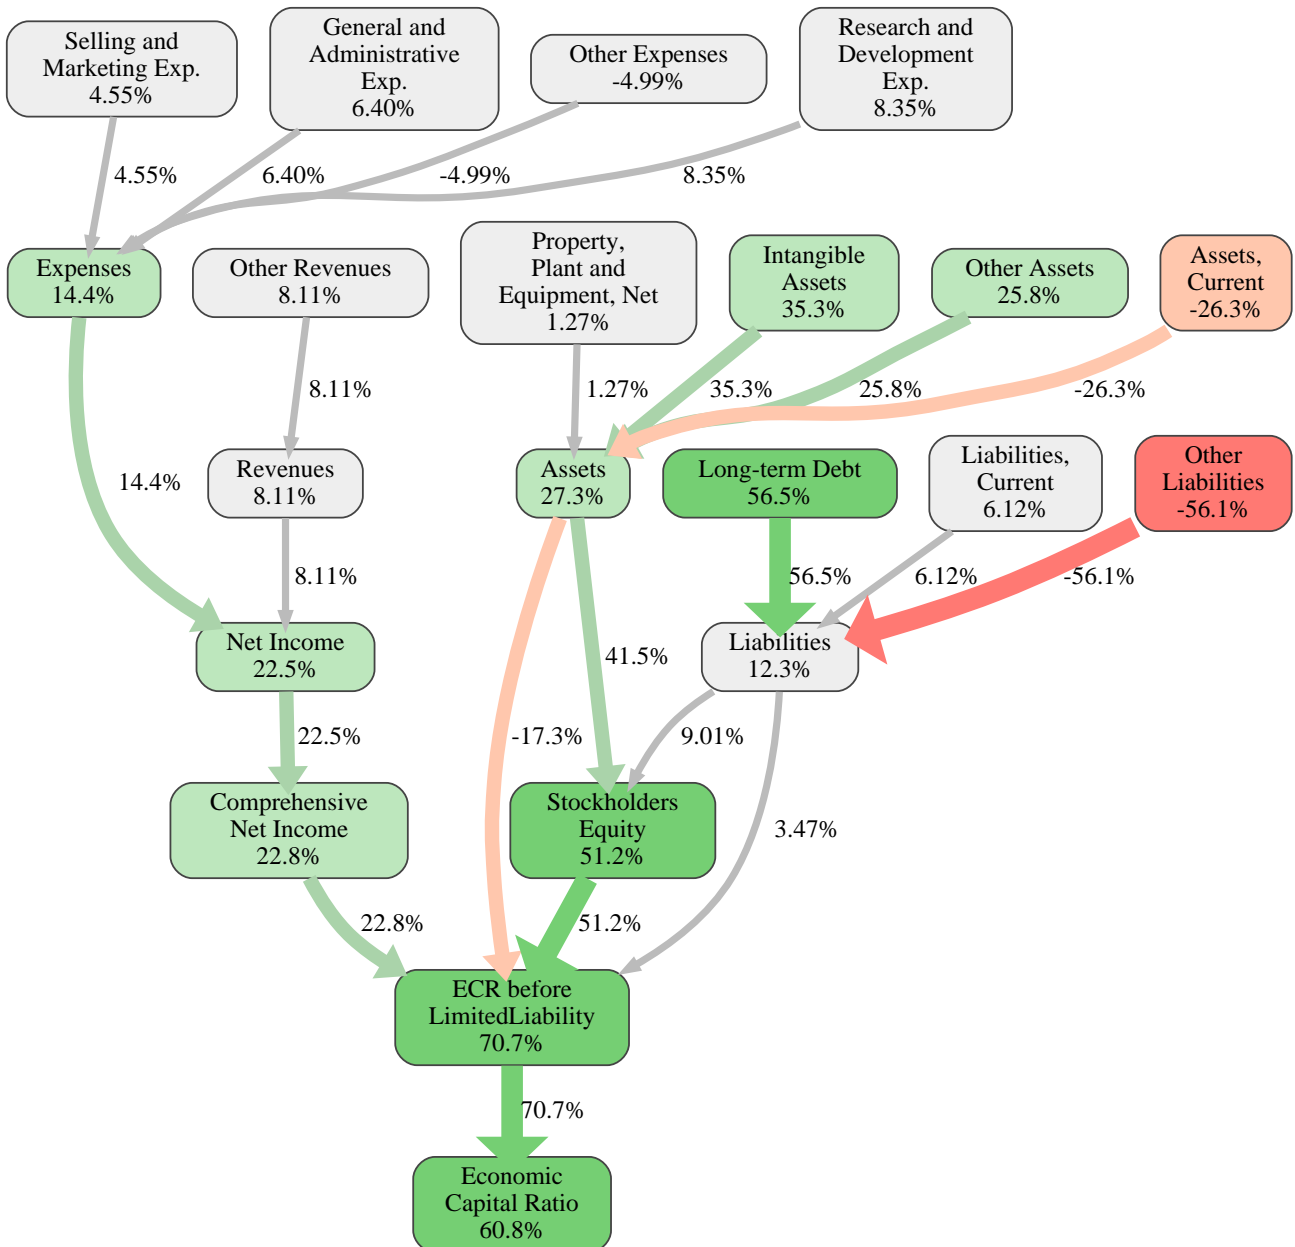 Selling and
Marketing Exp.
4.55%
General and
Administrative
Exp.
6.40%
Other Expenses
-4.99%
Research and
Development
Exp.
8.35%
4.55%
6.40%
-4.99%
8.35%
Expenses
14.4%
Other Revenues
8.11%
Property,
Plant and
Equipment, Net
1.27%
Intangible
Assets
35.3%
Other Assets
25.8%
Assets,
Current
-26.3%
8.11%
1.27%
35.3%
25.8%
-26.3%
14.4%
Revenues
8.11%
Assets
27.3%
Long-term Debt
56.5%
Liabilities,
Current
6.12%
Other
Liabilities
-56.1%
8.11%
56.5%
6.12%
-56.1%
Net Income
22.5%
41.5%
Liabilities
12.3%
22.5%
-17.3%
9.01%
Comprehensive
Net Income
22.8%
Stockholders
Equity
51.2%
3.47%
22.8%
51.2%
ECR before
LimitedLiability
70.7%
70.7%
Economic
Capital Ratio
60.8%